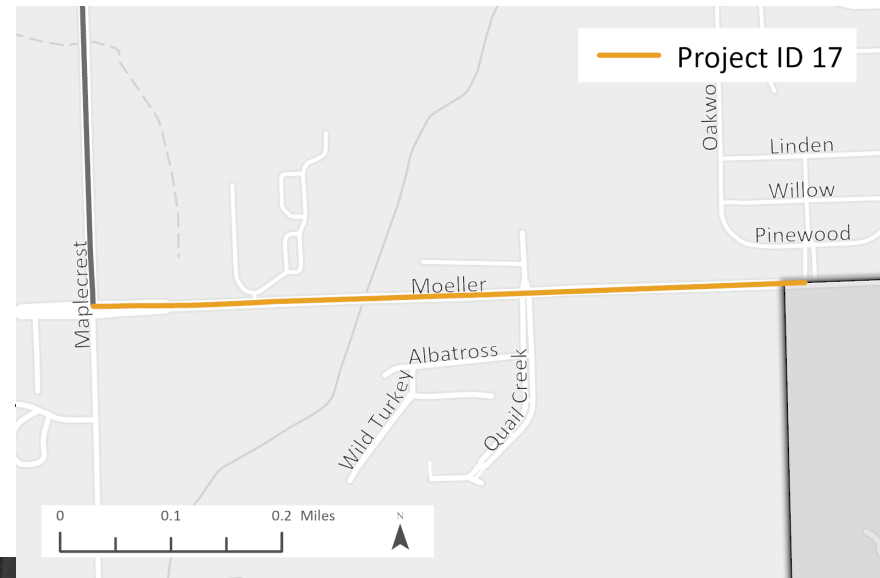 Project ID 17
Oakwo
Linden
Willow
Pinewood
Maplecrest
Moeller
Albatross
Wild Turkey
Quail Creek
0 0.1 0.2 Miles
N